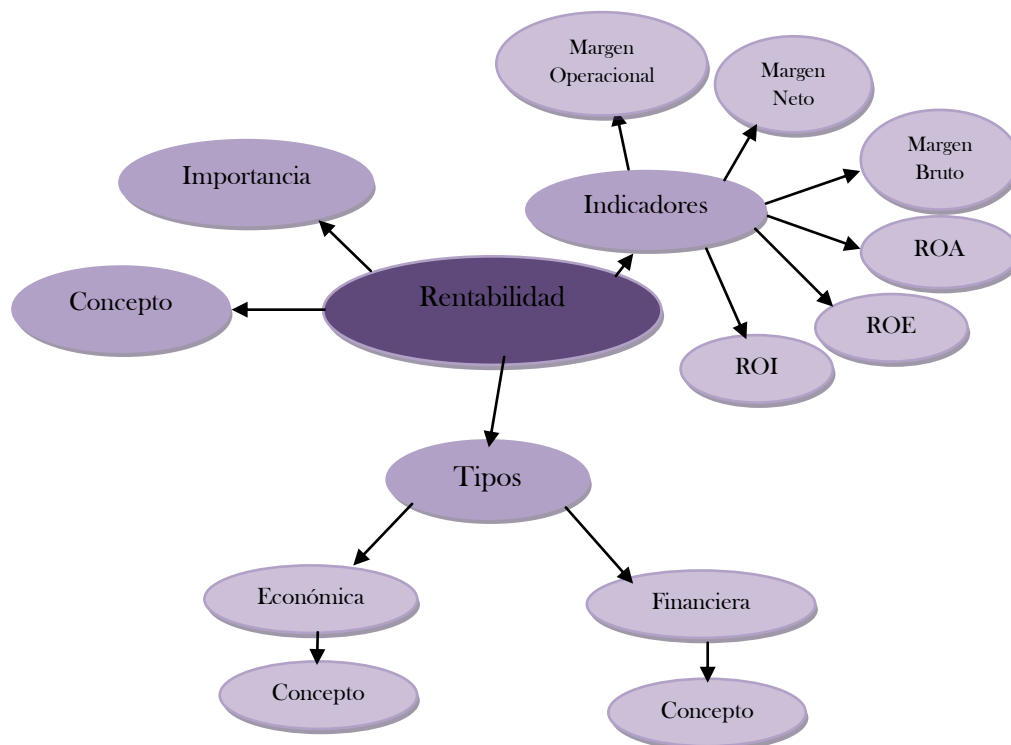 Margen
Operacional
Margen
Neto
Margen
Bruto
Importancia
Indicadores
ROA
Concepto
Rentabilidad
ROE
ROI
Tipos
Económica
Financiera
Concepto
Concepto